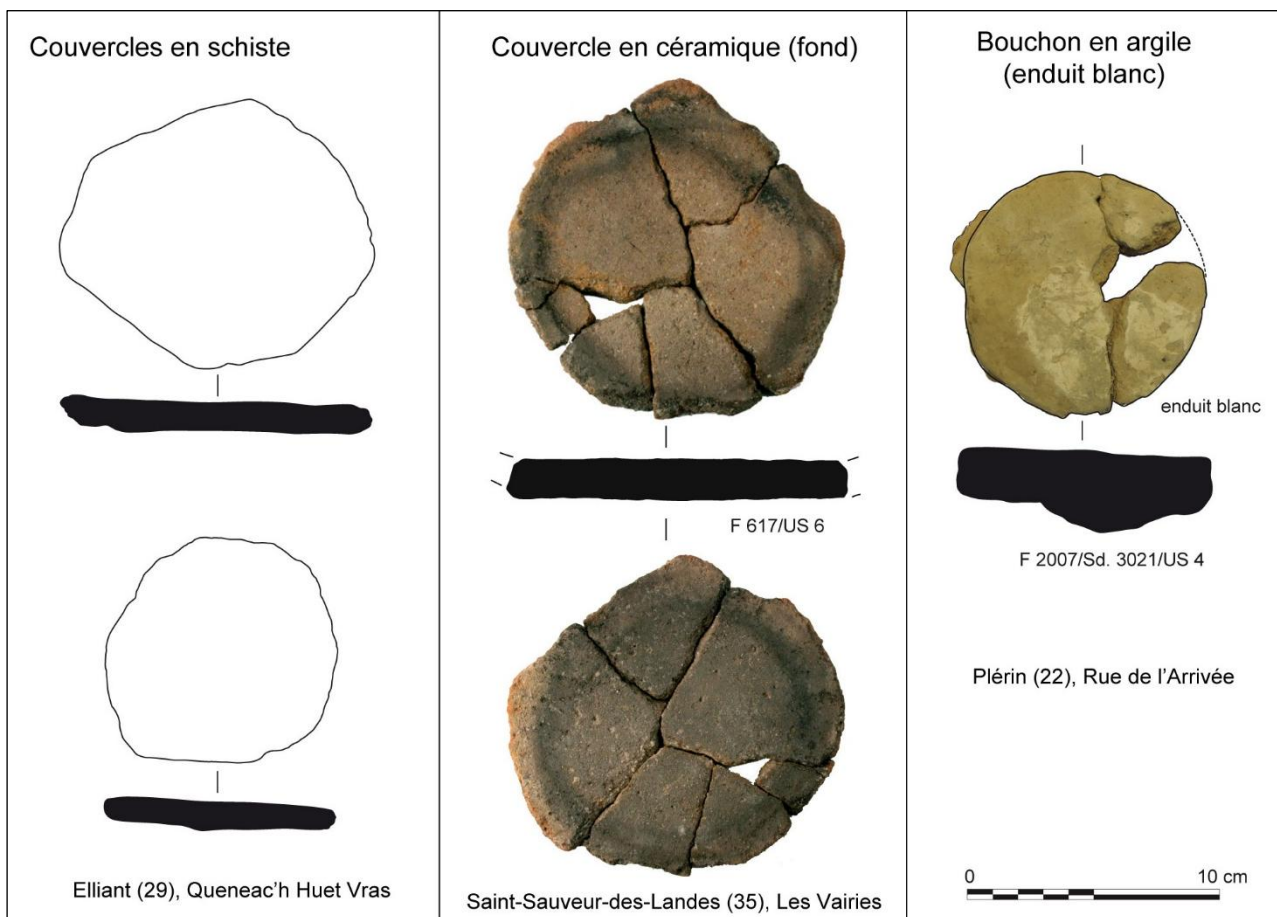 Couvercles en schiste
Elliant (29), Queneac'h Huet Vras
Couvercle en céramique (fond)
F 617/US 6
Saint-Sauveur-des-Landes (35), Les Vairies
Bouchon en argile
(enduit blanc)
enduit blanc
F 2007/Sd. 3021/US 4
Plérin (22), Rue de l'Arrivée
0 10 cm